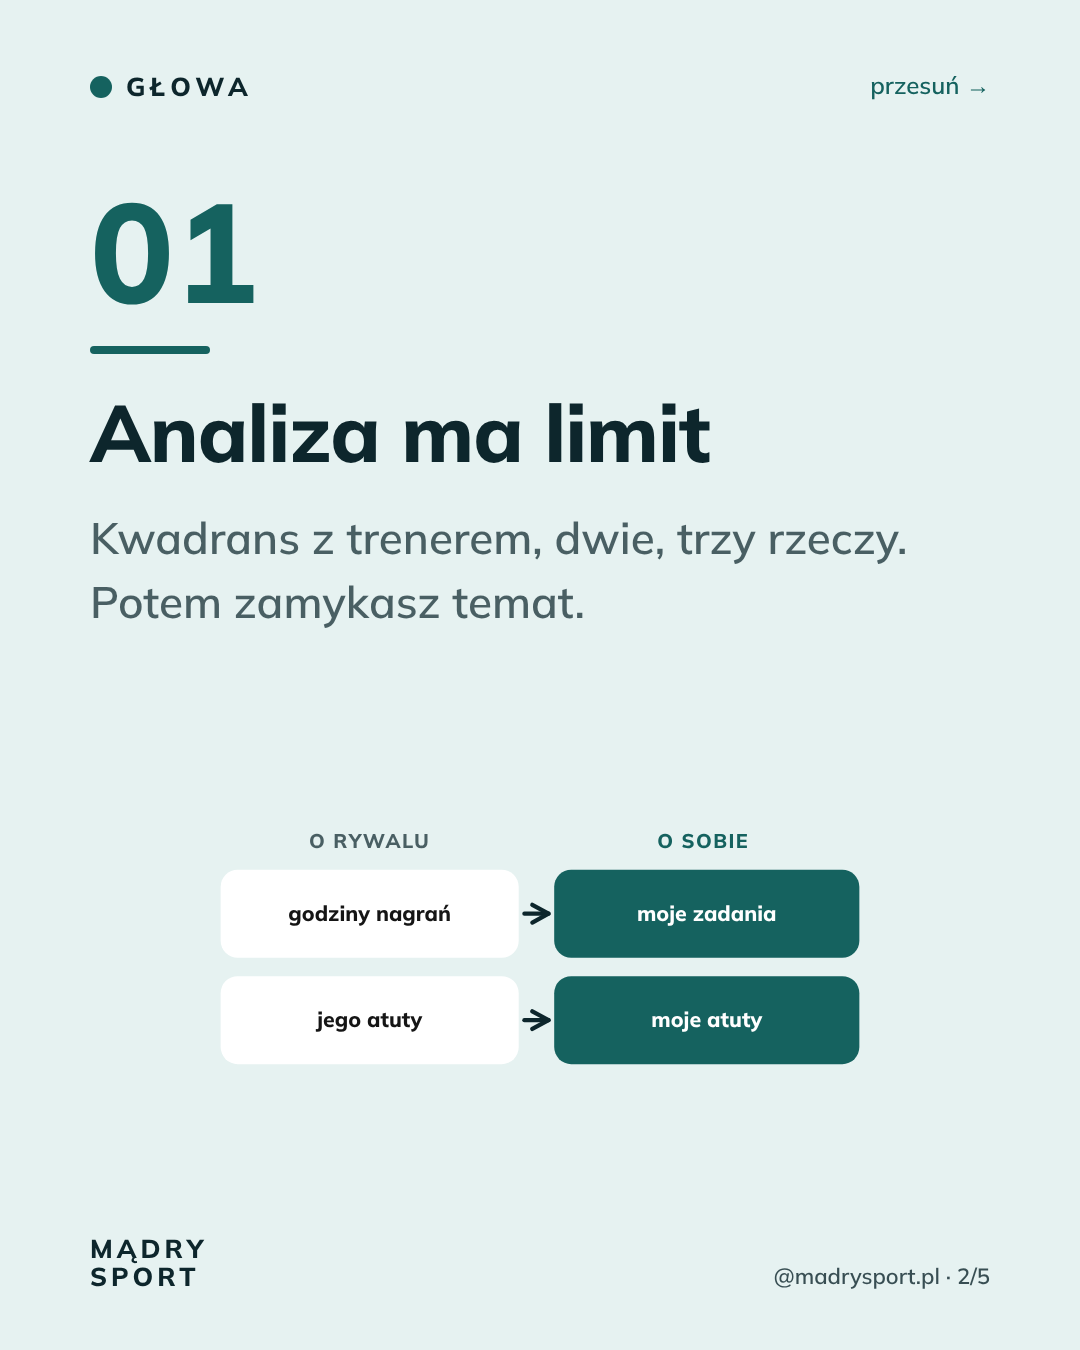 GŁOWA
przesuń →
01
Analiza ma limit
Kwadrans z trenerem, dwie, trzy rzeczy.
Potem zamykasz temat.
O RYWALU
O SOBIE
godziny nagrań
moje zadania
jego atuty
moje atuty
MĄDRY
SPORT
@madrysport.pl · 2/5